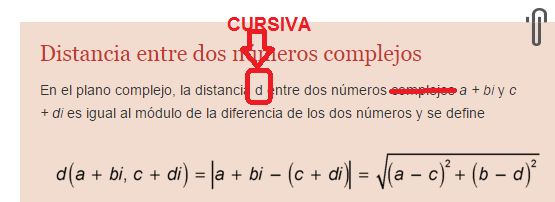 CURSIVA
Distancia entre dos números complejos
En el plano complejo, la distancia d entre dos números complejos a + bi y c
+ di es igual al módulo de la diferencia de los dos números y se define
d(a + bi, c + di) = |a + bi − (c + di)| = √((a − c)² + (b − d)²)